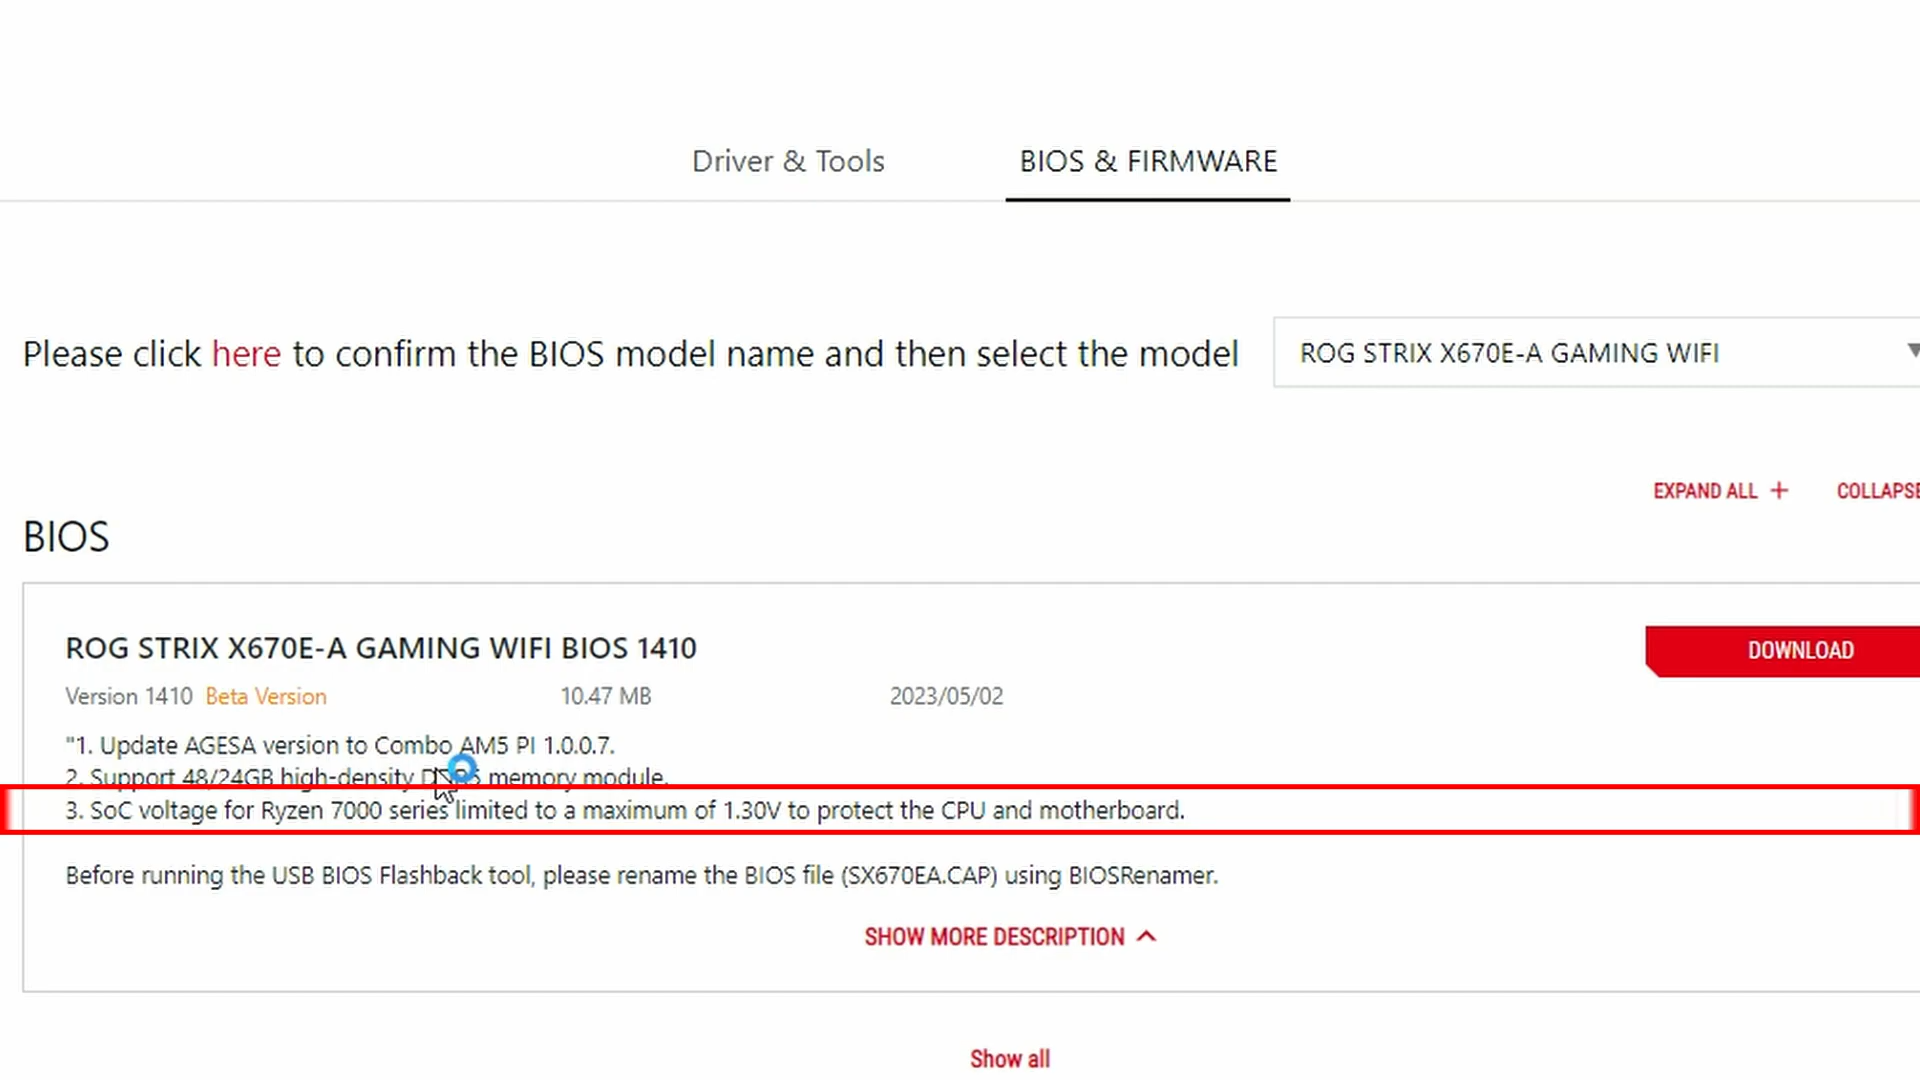 Driver & Tools BIOS & FIRMWARE
Please click here to confirm the BIOS model name and then select the model ROG STRIX X670E-A GAMING WIFI
EXPAND ALL + COLLAPSE
BIOS
ROG STRIX X670E-A GAMING WIFI BIOS 1410
DOWNLOAD
Version 1410 Beta Version 10.47 MB 2023/05/02
"1. Update AGESA version to Combo AM5 PI 1.0.0.7.
2. Support 48/24GB high-density memory module.
3. SoC voltage for Ryzen 7000 series limited to a maximum of 1.30V to protect the CPU and motherboard.
Before running the USB BIOS Flashback tool, please rename the BIOS file (SX670EA.CAP) using BIOSRenamer.
SHOW MORE DESCRIPTION
Show all